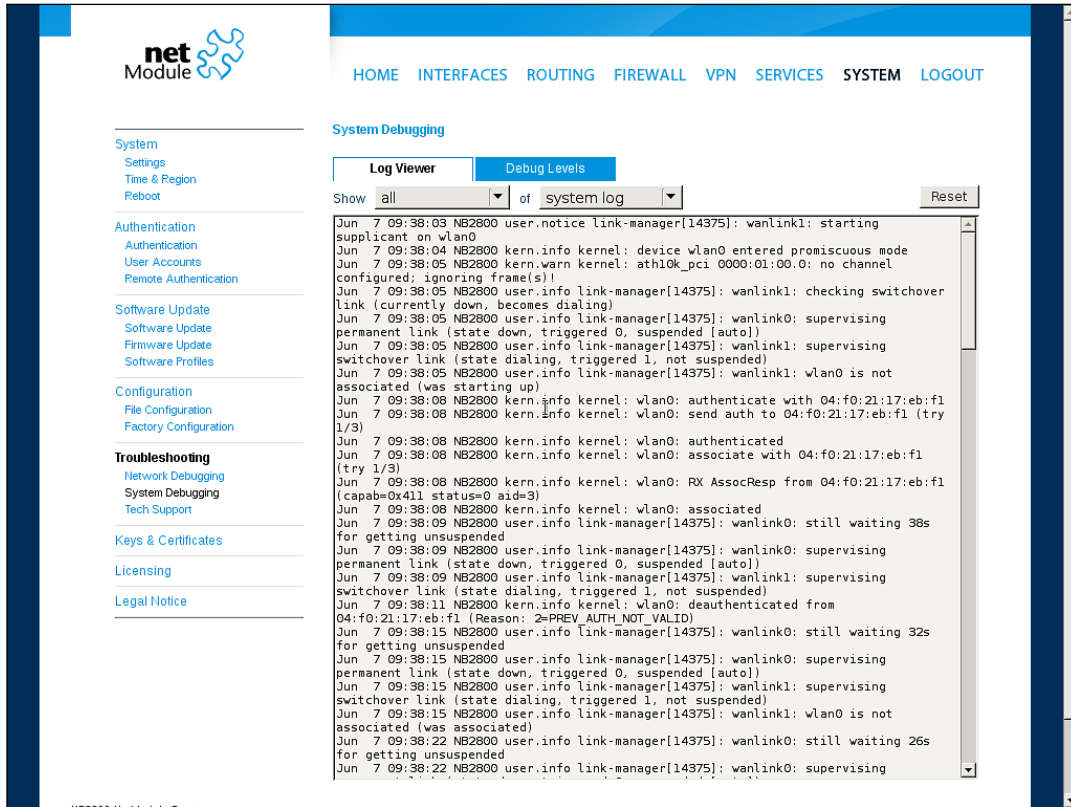 net
Module
HOME INTERFACES ROUTING FIREWALL VPN SERVICES SYSTEM LOGOUT
System
Settings
Time & Region
Reboot
Authentication
Authentication
User Accounts
Remote Authentication
Software Update
Software Update
Firmware Update
Software Profiles
Configuration
File Configuration
Factory Configuration
Troubleshooting
Network Debugging
System Debugging
Tech Support
Keys & Certificates
Licensing
Legal Notice
System Debugging
Log Viewer Debug Levels
Show all of system log Reset
Jun 7 09:38:03 NB2800 user.notice link-manager[14375]: wanlink1: starting
supplicant on wlan0
Jun 7 09:38:04 NB2800 kern.info kernel: device wlan0 entered promiscuous mode
Jun 7 09:38:05 NB2800 kern.warn kernel: ath10k_pci 0000:01:00.0: no channel
configured; ignoring frame(s)!
Jun 7 09:38:05 NB2800 user.info link-manager[14375]: wanlink1: checking switchover
link (currently down, becomes dialing)
Jun 7 09:38:05 NB2800 user.info link-manager[14375]: wanlink0: supervising
permanent link (state down, triggered 0, suspended [auto])
Jun 7 09:38:05 NB2800 user.info link-manager[14375]: wanlink1: supervising
switchover link (state dialing, triggered 1, not suspended)
Jun 7 09:38:05 NB2800 user.info link-manager[14375]: wanlink1: wlan0 is not
associated (was starting up)
Jun 7 09:38:08 NB2800 kern.info kernel: wlan0: authenticate with 04:f0:21:17:eb:f1
Jun 7 09:38:08 NB2800 kern.info kernel: wlan0: send auth to 04:f0:21:17:eb:f1 (try
1/3)
Jun 7 09:38:08 NB2800 kern.info kernel: wlan0: authenticated
Jun 7 09:38:08 NB2800 kern.info kernel: wlan0: associate with 04:f0:21:17:eb:f1
(try 1/3)
Jun 7 09:38:08 NB2800 kern.info kernel: wlan0: RX AssocResp from 04:f0:21:17:eb:f1
(capab=0x411 status=0 aid=3)
Jun 7 09:38:08 NB2800 kern.info kernel: wlan0: associated
Jun 7 09:38:09 NB2800 user.info link-manager[14375]: wanlink0: still waiting 38s
for getting unsuspended
Jun 7 09:38:09 NB2800 user.info link-manager[14375]: wanlink0: supervising
permanent link (state down, triggered 0, suspended [auto])
Jun 7 09:38:09 NB2800 user.info link-manager[14375]: wanlink1: supervising
switchover link (state dialing, triggered 1, not suspended)
Jun 7 09:38:11 NB2800 kern.info kernel: wlan0: deauthenticated from
04:f0:21:17:eb:f1 (Reason: 2=PREV_AUTH_NOT_VALID)
Jun 7 09:38:15 NB2800 user.info link-manager[14375]: wanlink0: still waiting 32s
for getting unsuspended
Jun 7 09:38:15 NB2800 user.info link-manager[14375]: wanlink0: supervising
permanent link (state down, triggered 0, suspended [auto])
Jun 7 09:38:15 NB2800 user.info link-manager[14375]: wanlink1: supervising
switchover link (state dialing, triggered 1, not suspended)
Jun 7 09:38:15 NB2800 user.info link-manager[14375]: wanlink1: wlan0 is not
associated (was associated)
Jun 7 09:38:22 NB2800 user.info link-manager[14375]: wanlink0: still waiting 26s
for getting unsuspended
Jun 7 09:38:22 NB2800 user.info link-manager[14375]: wanlink0: supervising